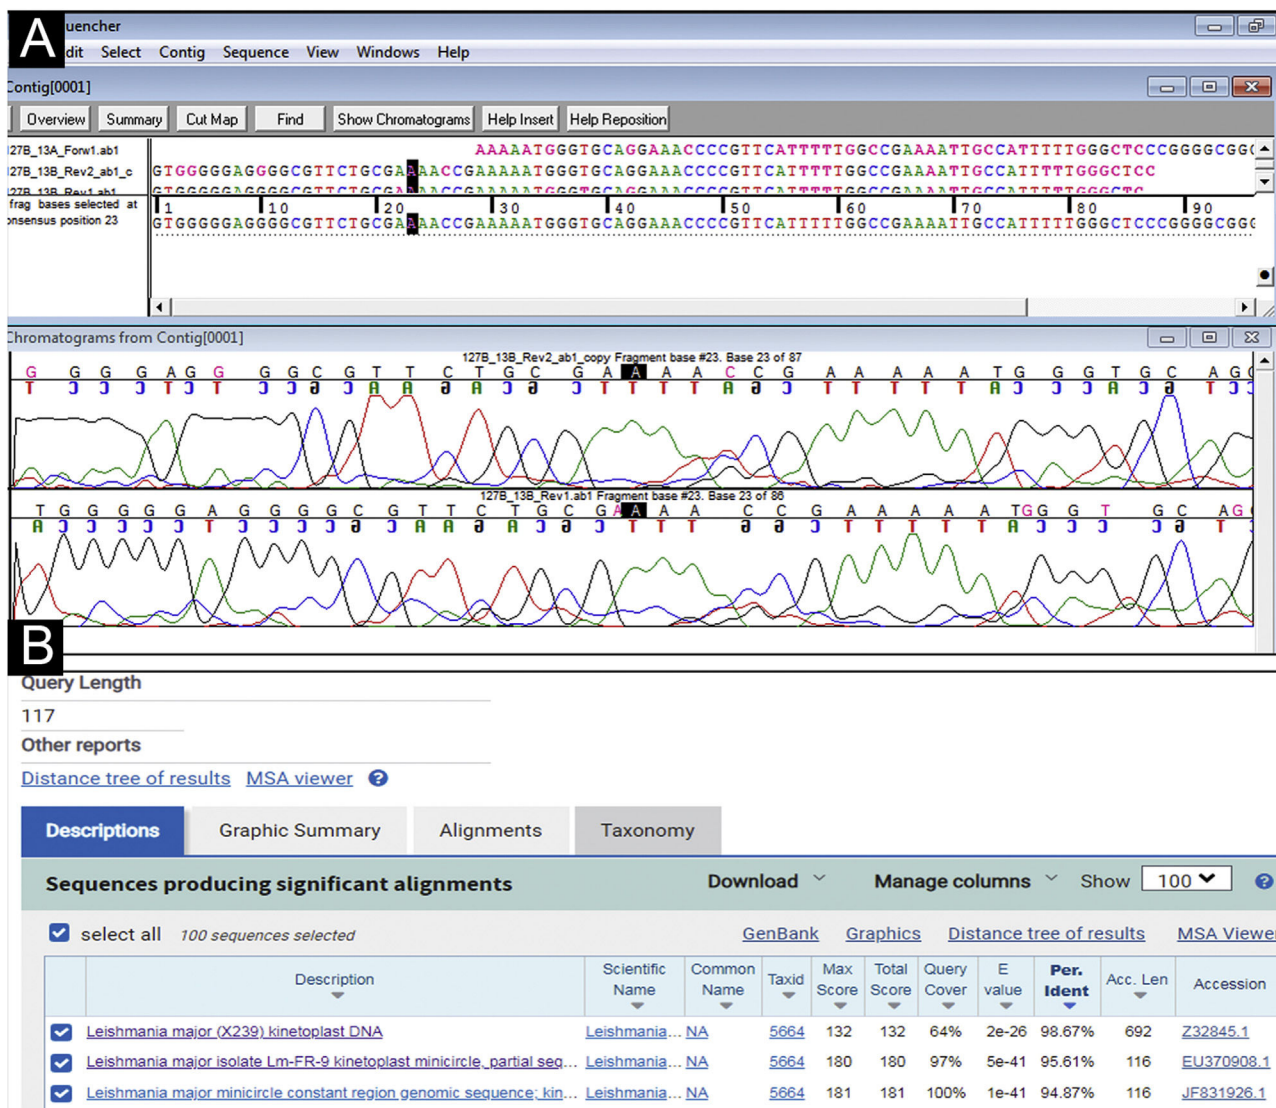 A
uencher
dit Select Contig Sequence View Windows Help
Contig[0001]
Overview Summary Cut Map Find Show Chromatograms Help Insert Help Reposition
127B_13A_Forw1.ab1 AAAAATGGGTGCAGGAAACCCCGTTCATTTTTTGGCCGAAAATTGCCATTTTTGGGCTCCCGGGGCGG
127B_13B_Rev2_ab1_c GTGGGGGAGGGGCGTTCTGCGAAAACCGAAAAATGGGTGCAGGAAACCCCGTTCATTTTTTGGCCGAAAATTGCCATTTTTGGGCTCC
127B_13B_Rev1.ab1 GTGGGGGAGGGGCGTTCTGCGAAAACCGAAAAATGGGTGCAGGAAACCCCGTTCATTTTTTGGCCGAAAATTGCCATTTTTGGGCTC
frag bases selected at 1 10 20 30 40 50 60 70 80 90
onsensus position 23 GTGGGGGAGGGGCGTTCTGCGAAAACCGAAAAATGGGTGCAGGAAACCCCGTTCATTTTTTGGCCGAAAATTGCCATTTTTGGGCTCCCGGGGCGGG
Chromatograms from Contig[0001]
127B_13B_Rev2_ab1_copy Fragment base #23. Base 23 of 87
G G G G A G G G G C G T T C T G C G A A A A C C G A A A A A T G G G T G C A G
127B_13B_Rev1.ab1 Fragment base #23. Base 23 of 86
T G G G G G A G G G G C G T T C T G C G A A A A C C G A A A A A T G G G T G C A G
B
Query Length
117
Other reports
Distance tree of results MSA viewer ?
Descriptions Graphic Summary Alignments Taxonomy
Sequences producing significant alignments Download Manage columns Show 100 ?
select all 100 sequences selected GenBank Graphics Distance tree of results MSA Viewer
Description Scientific Name Common Name Taxid Max Score Total Score Query Cover E value Per. Ident Acc. Len Accession
Leishmania major (X239) kinetoplast DNA Leishmania... NA 5664 132 132 64% 2e-26 98.67% 692 Z32845.1
Leishmania major isolate Lm-FR-9 kinetoplast minicircle, partial seq... Leishmania... NA 5664 180 180 97% 5e-41 95.61% 116 EU370908.1
Leishmania major minicircle constant region genomic sequence; kin... Leishmania... NA 5664 181 181 100% 1e-41 94.87% 116 JF831926.1